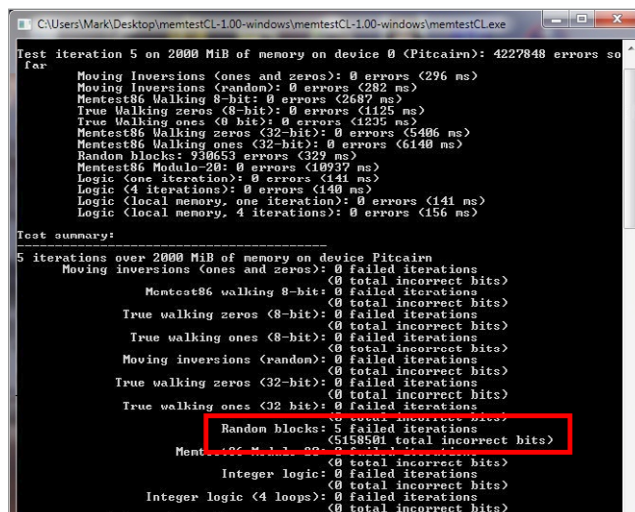 C:\Users\Mark\Desktop\memtestCL-1.00-windows\memtestCL-1.00-windows\memtestCL.exe
Test iteration 5 on 2000 MiB of memory on device 0 (Pitcairn): 4227848 errors so
far
Moving Inversions (ones and zeros): 0 errors (296 ms)
Moving Inversions (random): 0 errors (282 ms)
Memtest86 Walking 8-bit: 0 errors (2687 ms)
True Walking zeros (8-bit): 0 errors (1125 ms)
True Walking ones (8 bit): 0 errors (1235 ms)
Memtest86 Walking zeros (32-bit): 0 errors (5406 ms)
Memtest86 Walking ones (32-bit): 0 errors (6140 ms)
Random blocks: 930653 errors (329 ms)
Memtest86 Modulo-20: 0 errors (10937 ms)
Logic (one iteration): 0 errors (141 ms)
Logic (4 iterations): 0 errors (140 ms)
Logic (local memory, one iteration): 0 errors (141 ms)
Logic (local memory, 4 iterations): 0 errors (156 ms)
Test summary:
-----------------------------------------
5 iterations over 2000 MiB of memory on device Pitcairn
Moving inversions (ones and zeros): 0 failed iterations
(0 total incorrect bits)
Memtest86 walking 8-bit: 0 failed iterations
(0 total incorrect bits)
True walking zeros (8-bit): 0 failed iterations
(0 total incorrect bits)
True walking ones (8-bit): 0 failed iterations
(0 total incorrect bits)
Moving inversions (random): 0 failed iterations
(0 total incorrect bits)
True walking zeros (32-bit): 0 failed iterations
(0 total incorrect bits)
True walking ones (32 bit): 0 failed iterations
(0 total incorrect bits)
Random blocks: 5 failed iterations
(5158501 total incorrect bits)
Memtest86 Modulo-20: 0 failed iterations
(0 total incorrect bits)
Integer logic: 0 failed iterations
(0 total incorrect bits)
Integer logic (4 loops): 0 failed iterations
(0 total incorrect bits)